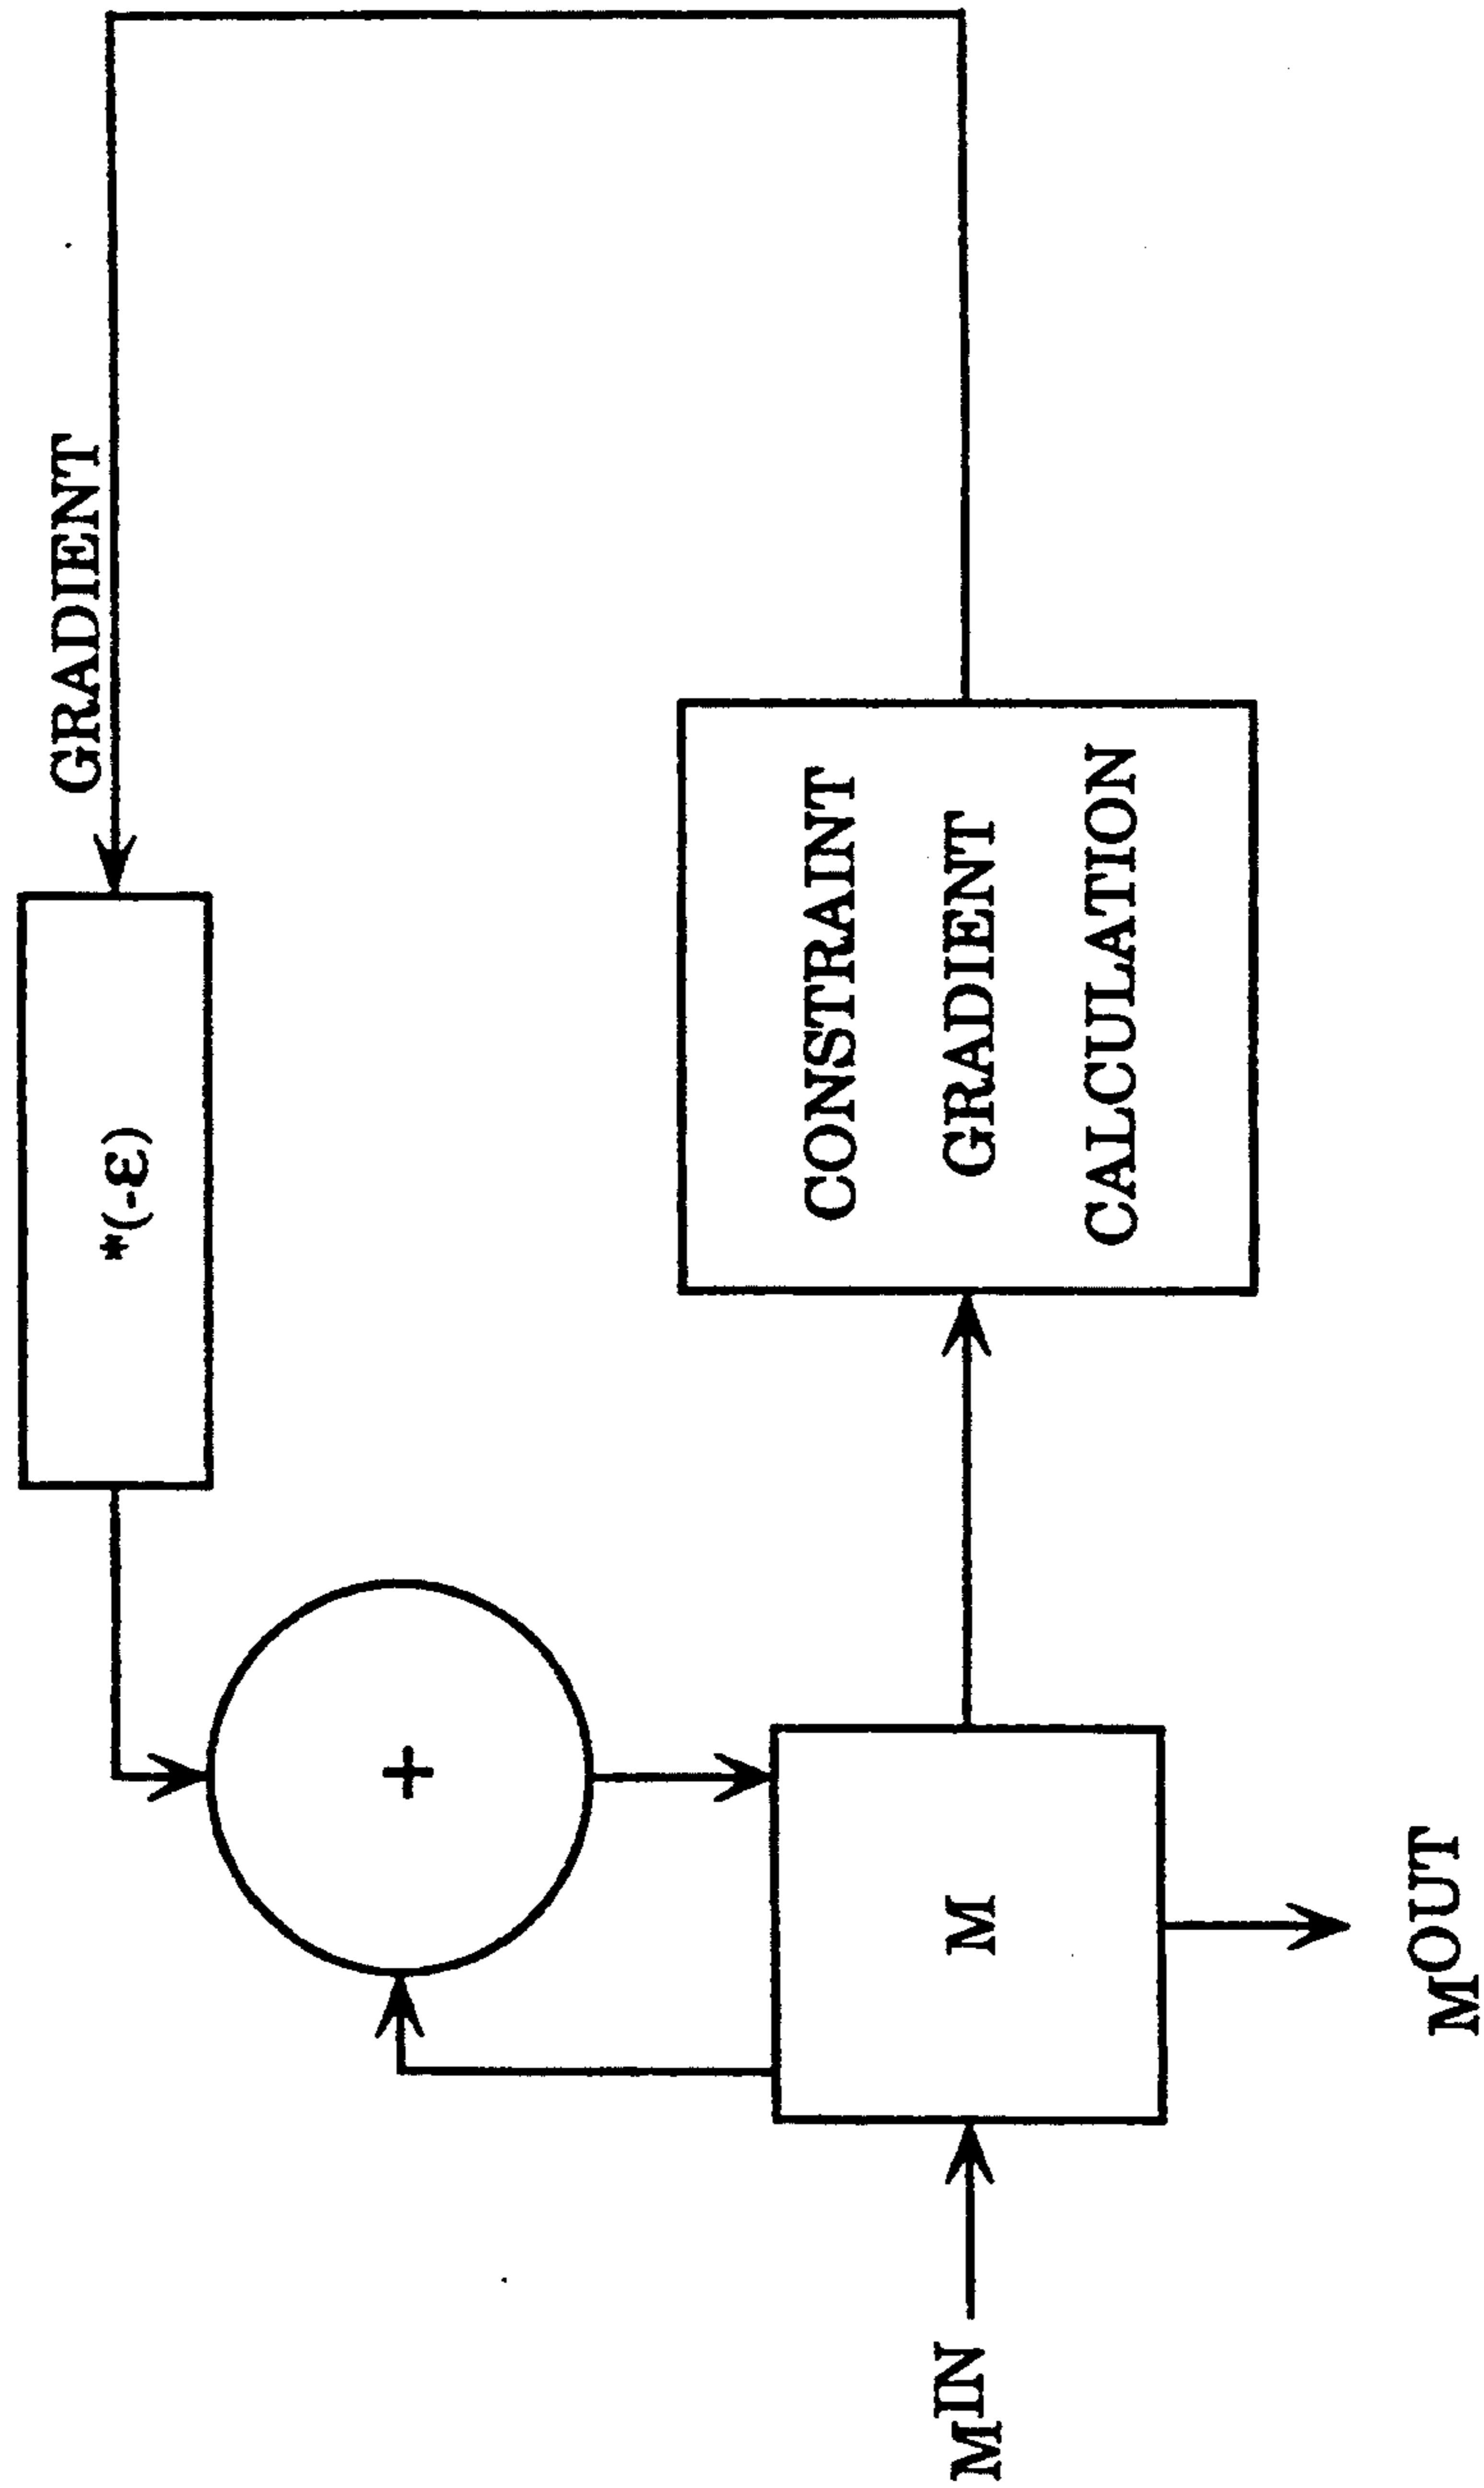 GRADIENT
*(-ε)
+
CONSTRAINT
GRADIENT
CALCULATION
M
M^IN
M^OUT